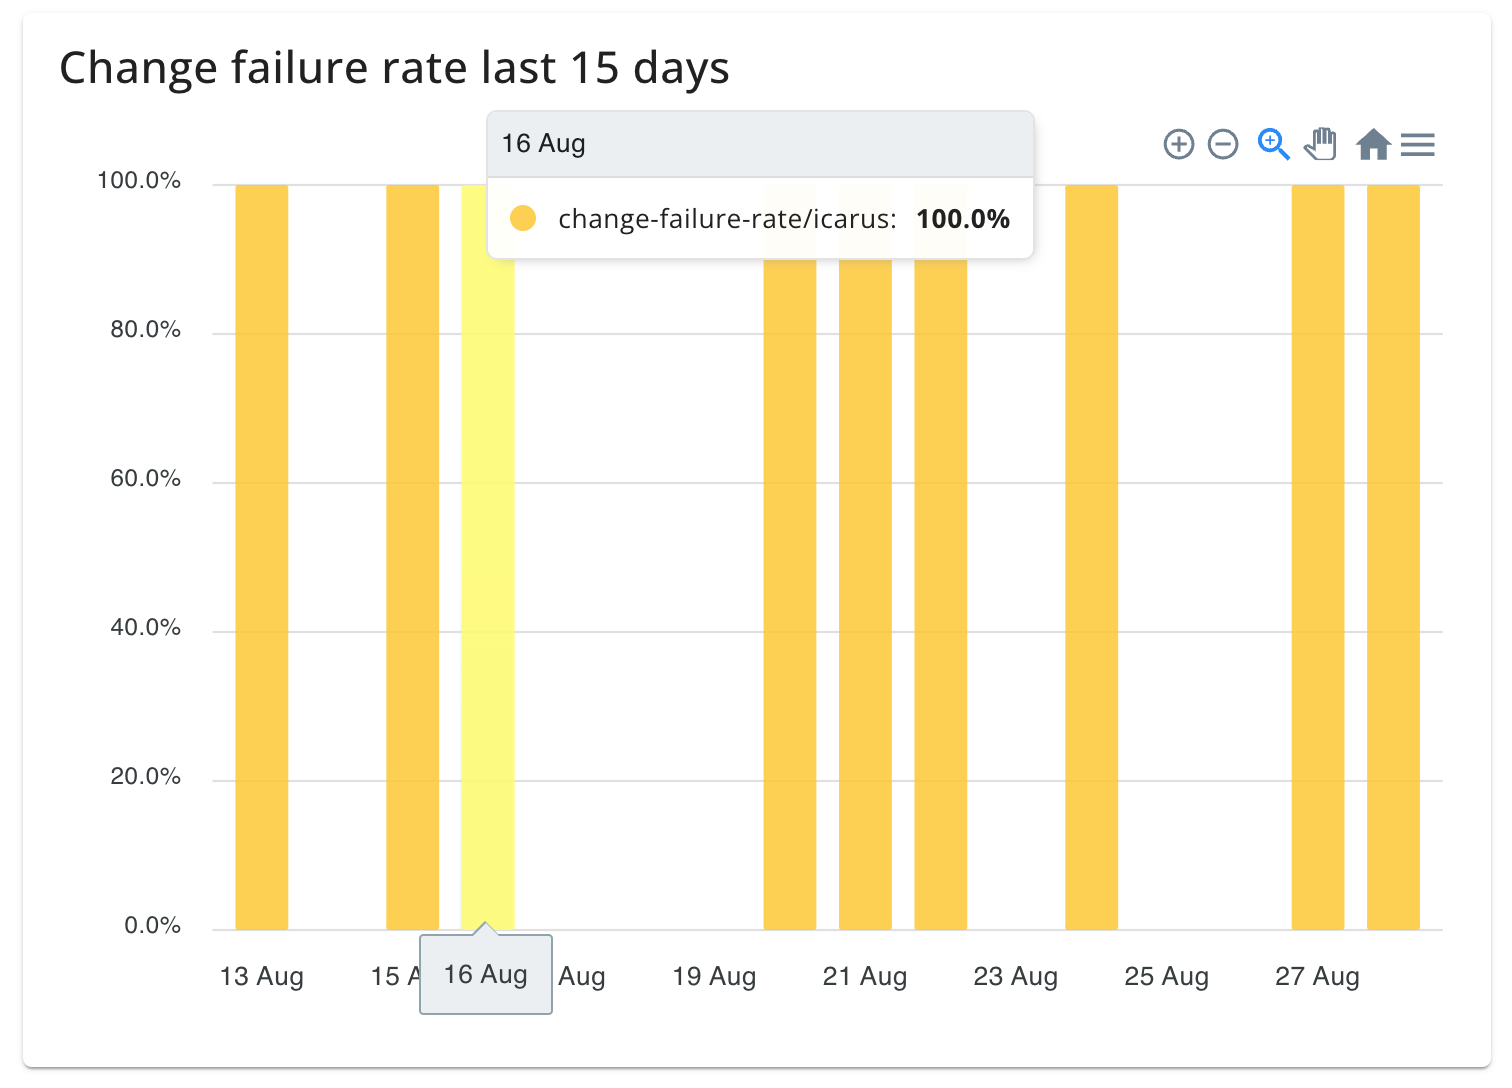 Change failure rate last 15 days
16 Aug
change-failure-rate/icarus: 100.0%
100.0%
80.0%
60.0%
40.0%
20.0%
0.0%
13 Aug 15 A 16 Aug Aug 19 Aug 21 Aug 23 Aug 25 Aug 27 Aug